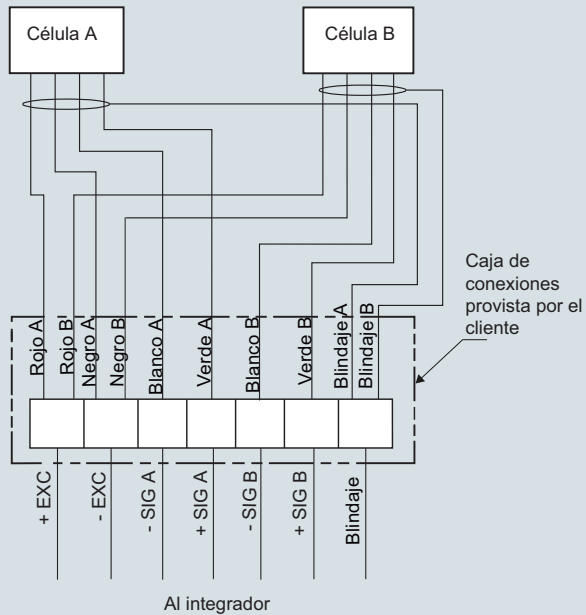 Célula A
Célula B
Caja de
conexiones
provista por el
cliente
Rojo A
Rojo B
Negro A
Negro B
Blanco A
Verde A
Blanco B
Verde B
Blindaje A
Blindaje B
+ EXC
- EXC
- SIG A
+ SIG A
- SIG B
+ SIG B
Blindaje
Al integrador